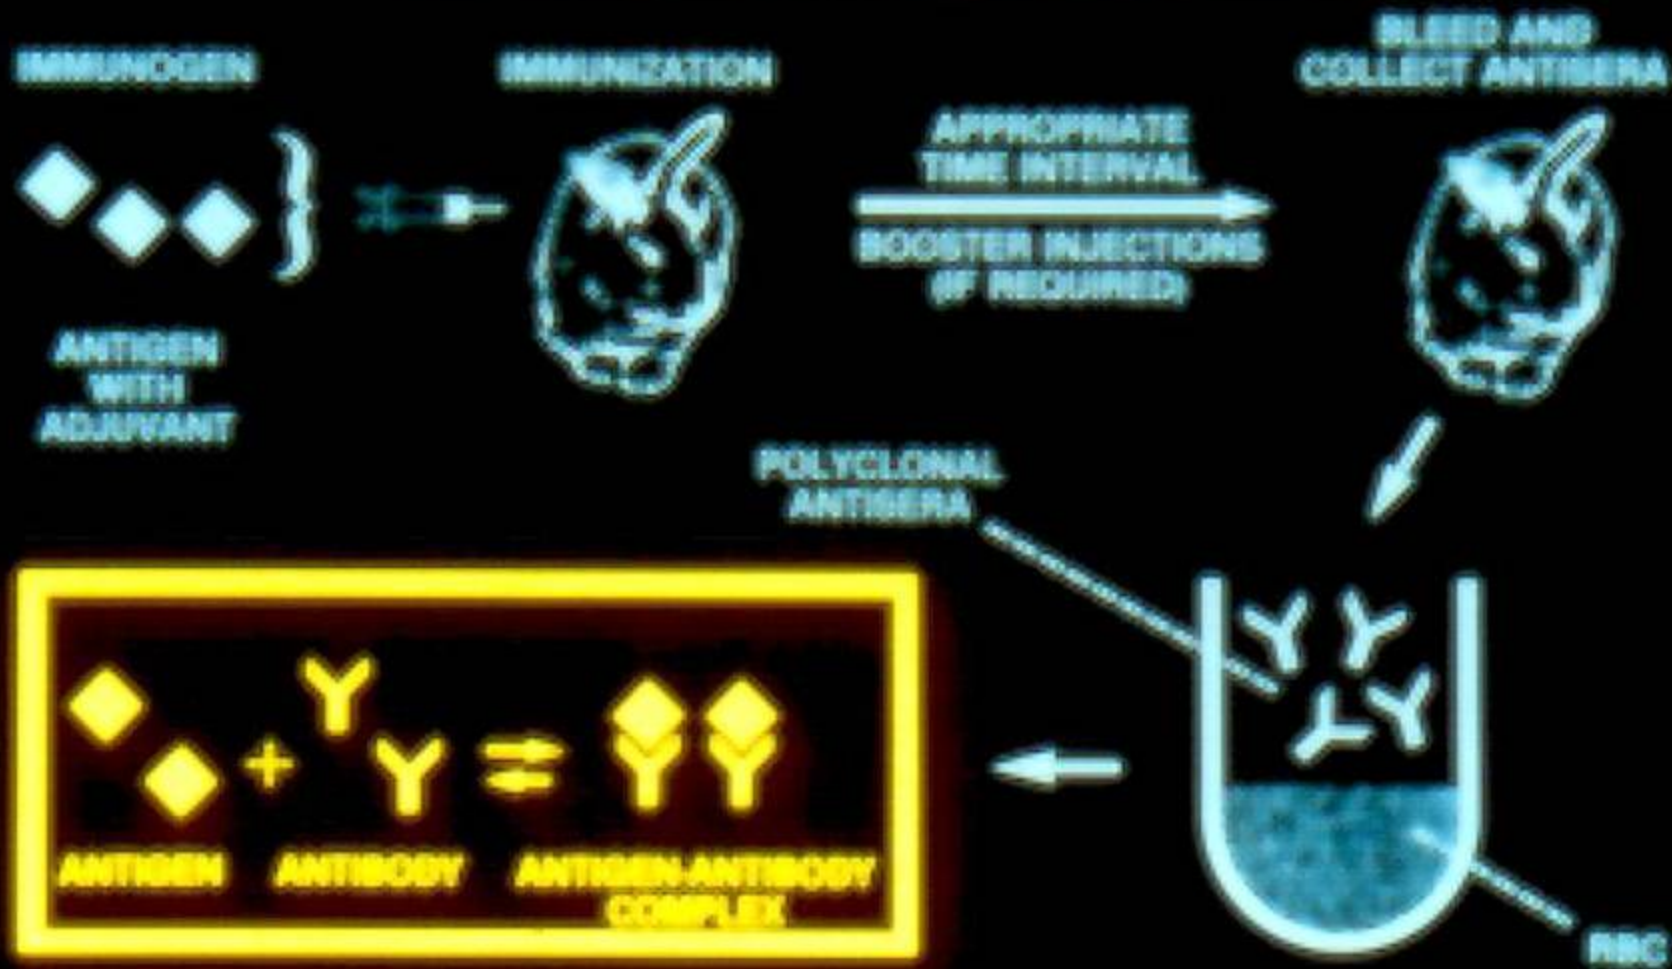 IMMUNOGEN
IMMUNIZATION
BLEED AND
COLLECT ANTISERA
APPROPRIATE
TIME INTERVAL
BOOSTER INJECTIONS
(IF REQUIRED)
ANTIGEN
WITH
ADJUVANT
POLYCLONAL
ANTISERA
ANTIGEN
+
ANTIBODY
ANTIGEN-ANTIBODY
COMPLEX
RBC